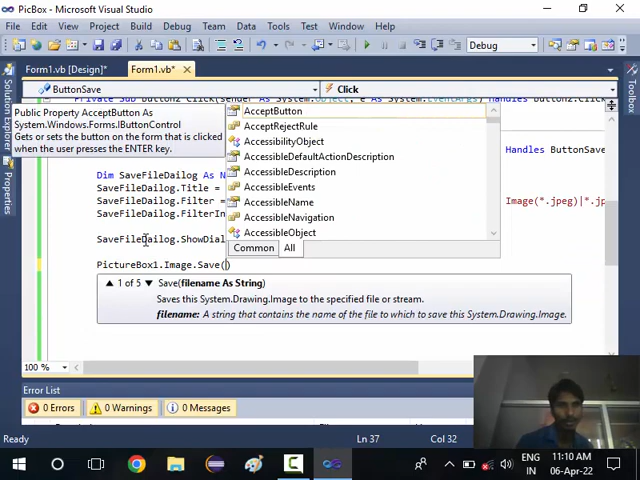 PicBox - Microsoft Visual Studio
File Edit View Project Build Debug Team Data Tools Test Window Help
Debug
Form1.vb [Design]* Form1.vb* ×
ButtonSave Click
Public Property AcceptButton As
System.Windows.Forms.IButtonControl
Gets or sets the button on the form that is clicked
when the user presses the ENTER key.
AcceptButton
AcceptRejectRule
AccessibilityObject
AccessibleDefaultActionDescription
AccessibleDescription
AccessibleEvents
AccessibleName
AccessibleNavigation
AccessibleObject
Common All
Handles ButtonSave
Dim SaveFileDailog As N
SaveFileDailog.Title =
SaveFileDailog.Filter = Image(*.jpeg)|*.jp
SaveFileDailog.FilterIn
SaveFileDailog.ShowDial
PictureBox1.Image.Save()
1 of 5 Save(filename As String)
Saves this System.Drawing.Image to the specified file or stream.
filename: A string that contains the name of the file to which to save this System.Drawing.Image.
Solution Explorer
Properties
Toolbox
100 %
Error List
0 Errors 0 Warnings 0 Messages
Ready Ln 37 Col 32
ENG
IN
11:10 AM
06-Apr-22